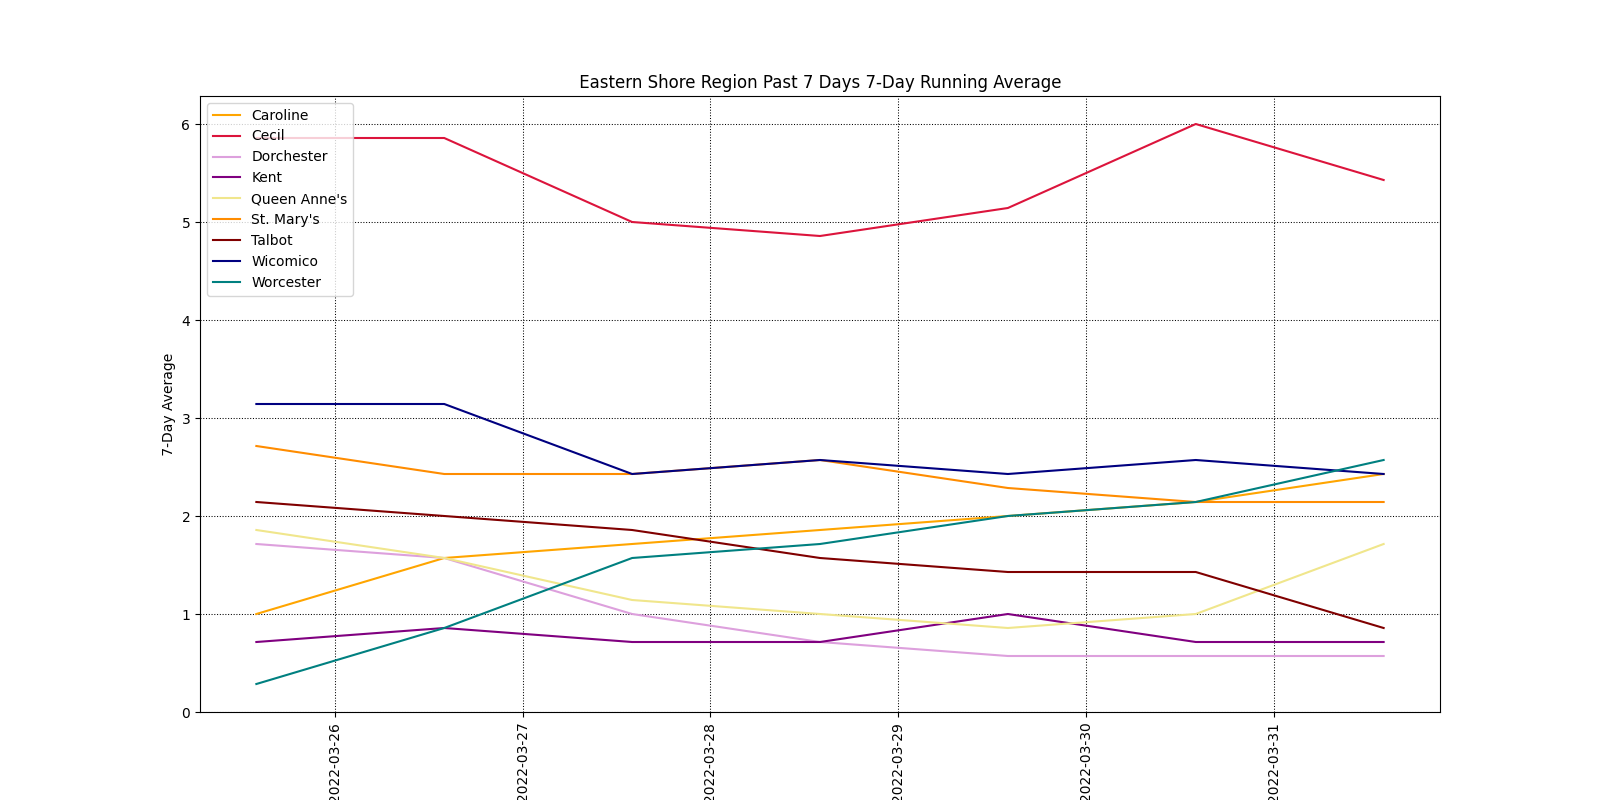 Eastern Shore Region Past 7 Days 7-Day Running Average
Caroline
Cecil
Dorchester
Kent
Queen Anne's
St. Mary's
Talbot
Wicomico
Worcester
7-Day Average
6
5
4
3
2
1
0
2022-03-26
2022-03-27
2022-03-28
2022-03-29
2022-03-30
2022-03-31